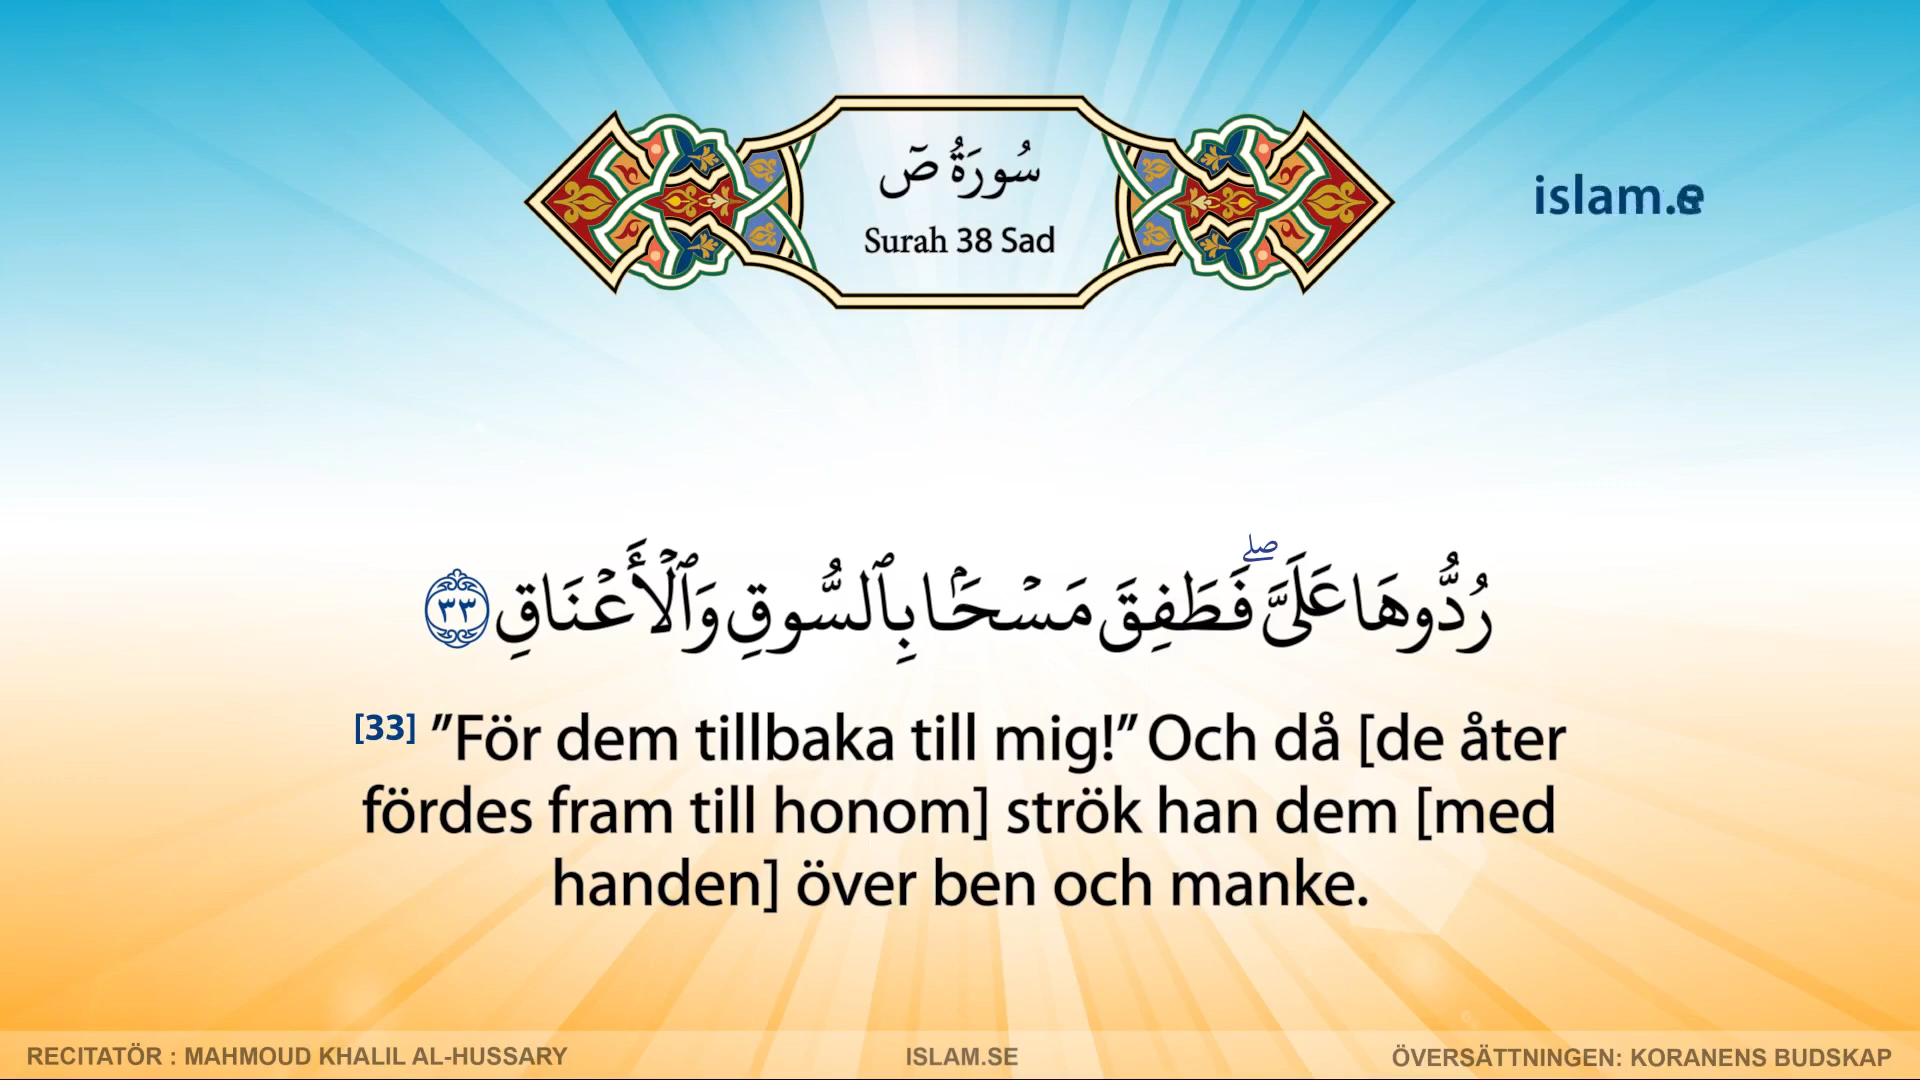 سُورَةُ صٓ
Surah 38 Sad
islam.se
رُدُّوهَا عَلَىَّ ۖ فَطَفِقَ مَسْحًۢا بِٱلسُّوقِ وَٱلْأَعْنَاقِ ٣٣
[33] ”För dem tillbaka till mig!” Och då [de åter
fördes fram till honom] strök han dem [med
handen] över ben och manke.
RECITATÖR : MAHMOUD KHALIL AL-HUSSARY
ISLAM.SE
ÖVERSÄTTNINGEN: KORANENS BUDSKAP